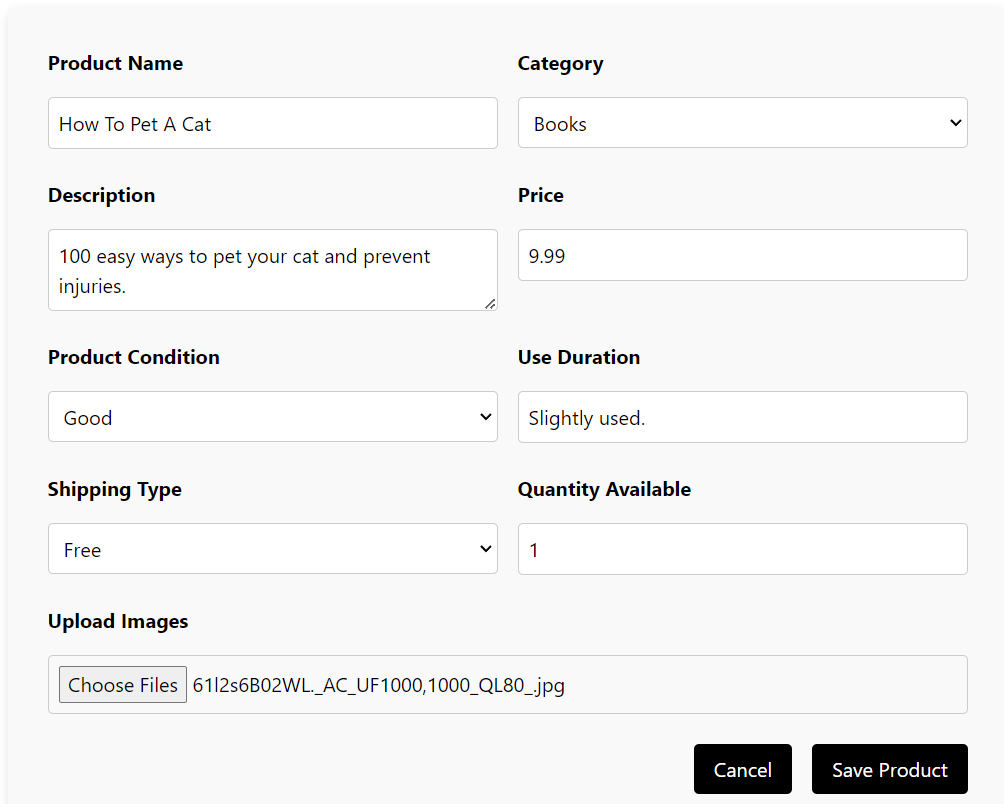 Product Name
Category
How To Pet A Cat
Books
Description
Price
100 easy ways to pet your cat and prevent
injuries.
9.99
Product Condition
Use Duration
Good
Slightly used.
Shipping Type
Quantity Available
Free
1
Upload Images
Choose Files 61l2s6B02WL._AC_UF1000,1000_QL80_.jpg
Cancel
Save Product